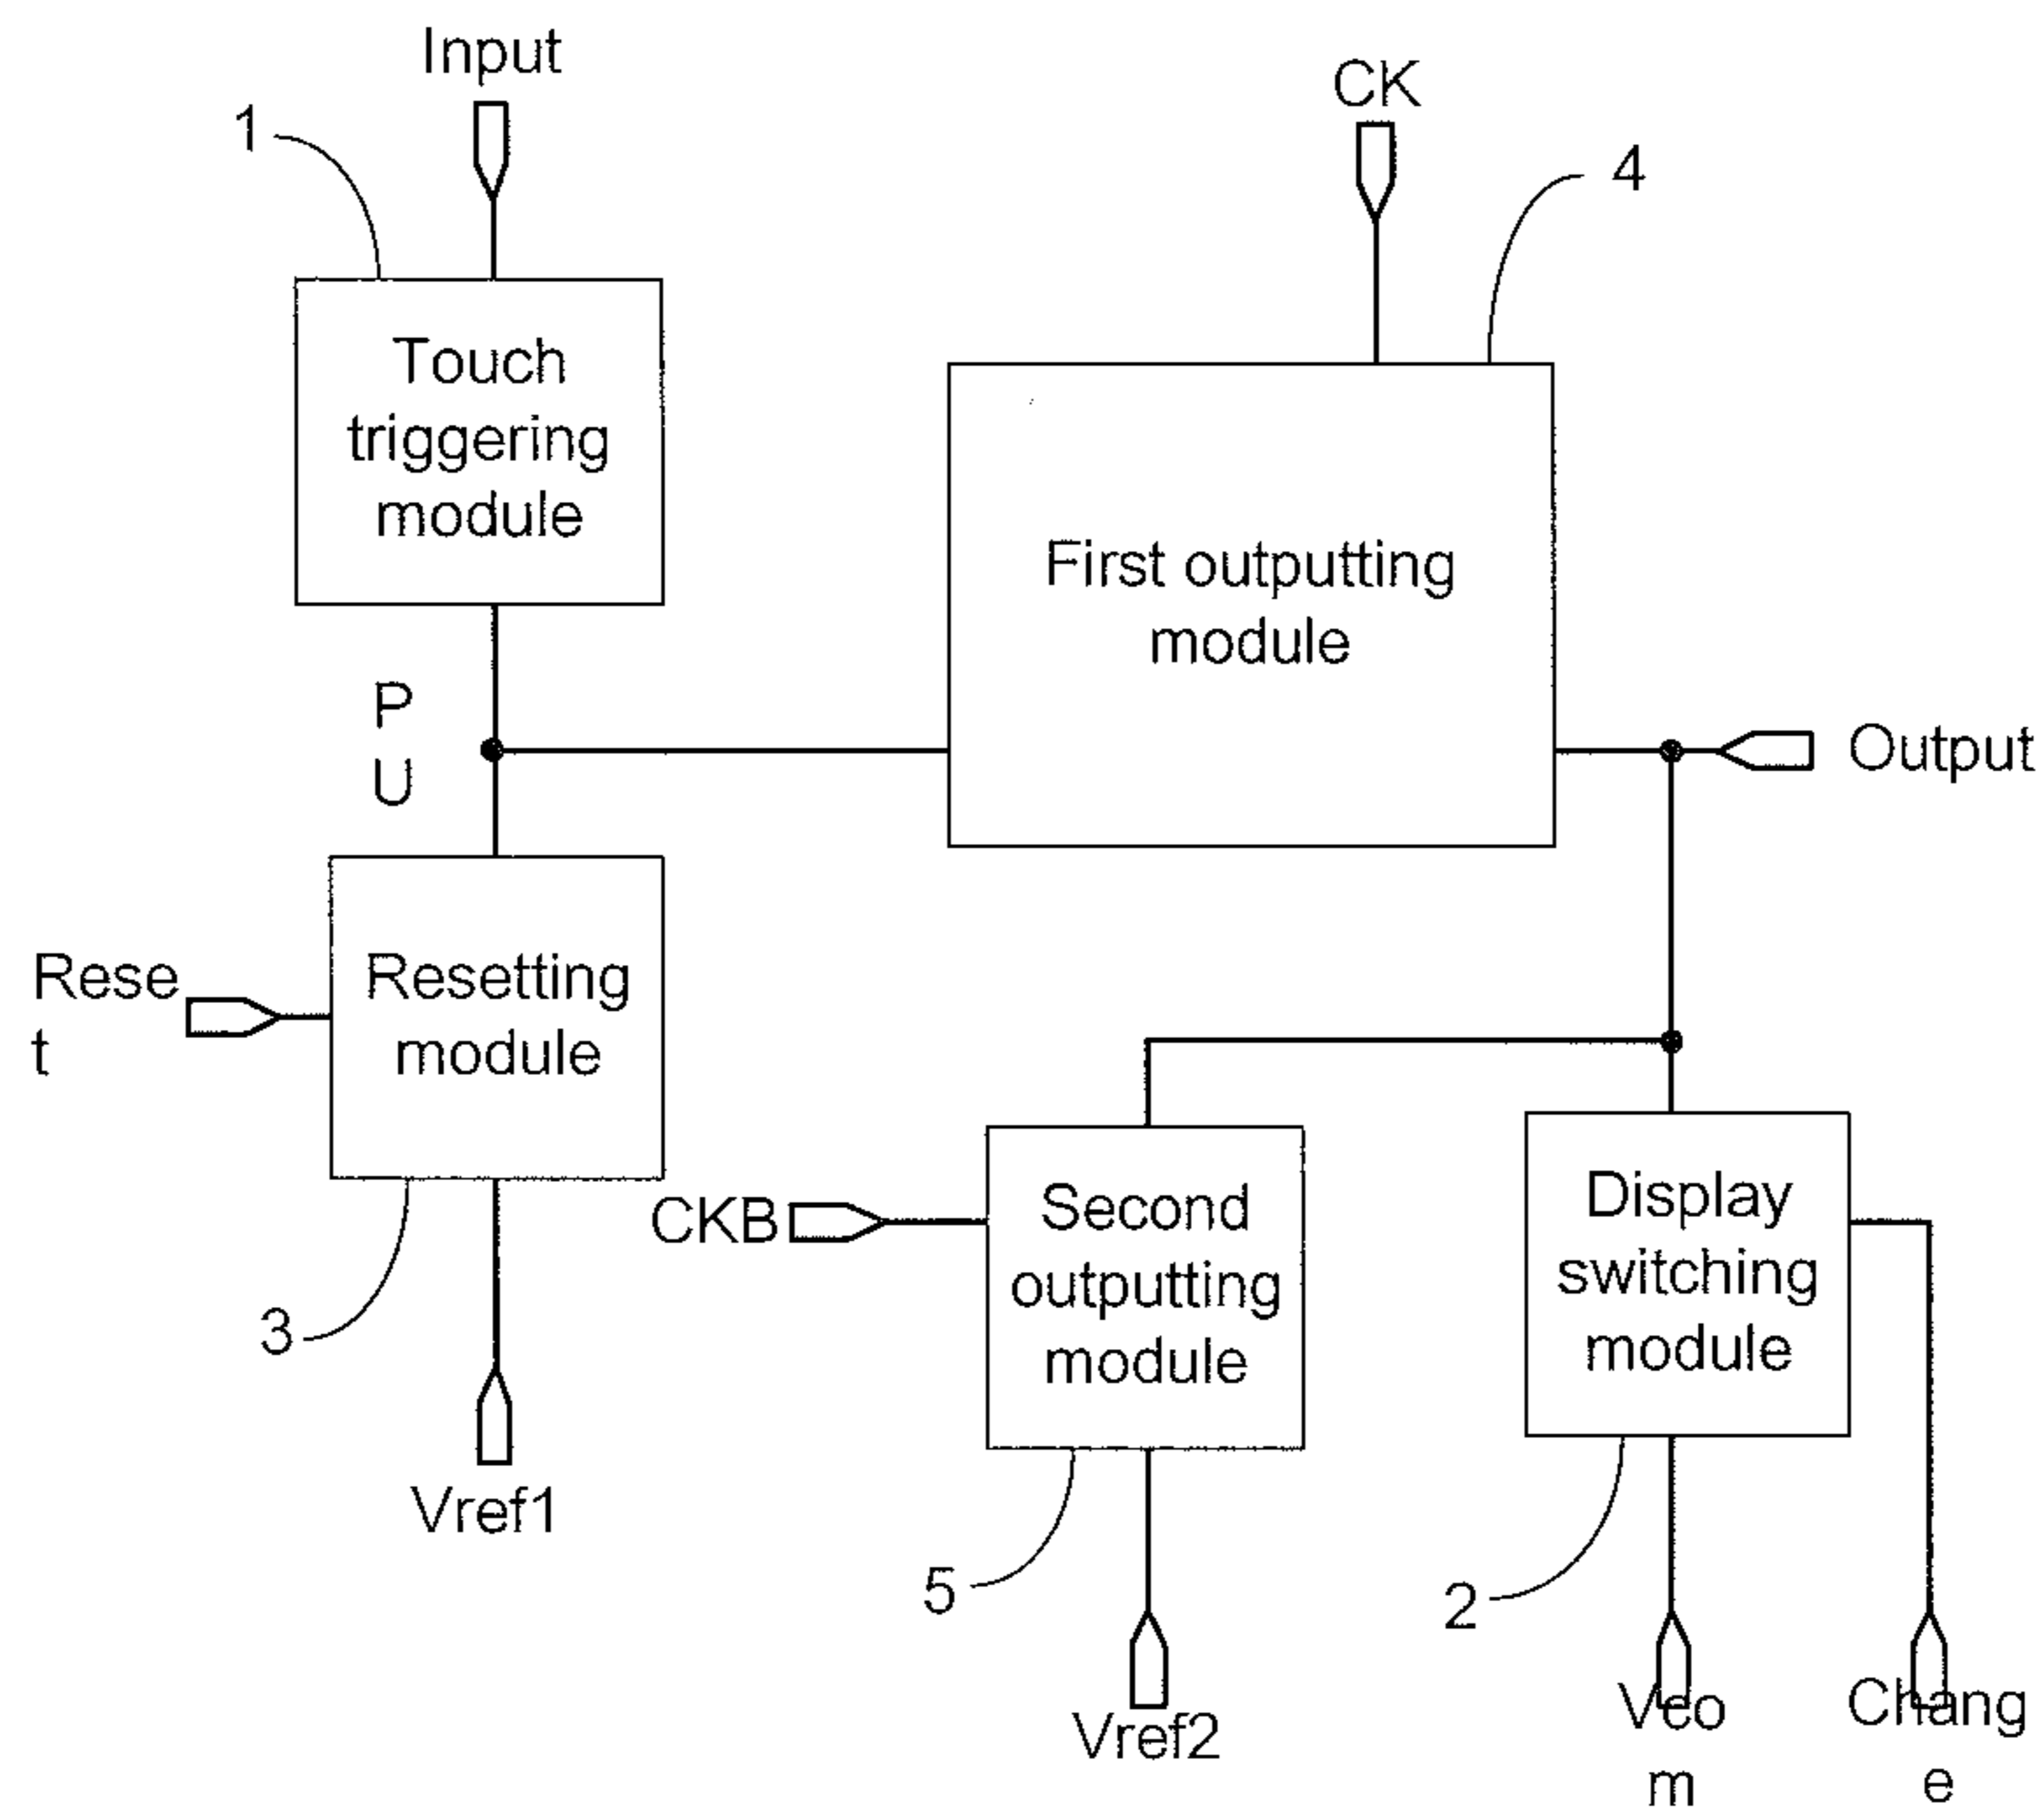 Input
CK
1
4
Touch
triggering
module
First outputting
module
P
U
Output
Rese
t
Resetting
module
CKB
Second
outputting
module
Display
switching
module
3
Vref1
5
2
Vref2
Vco
m
Chang
e